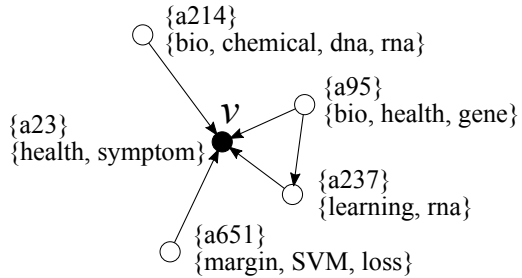 {a214}
{bio, chemical, dna, rna}
v
{a95}
{bio, health, gene}
{a23}
{health, symptom}
{a237}
{learning, rna}
{a651}
{margin, SVM, loss}